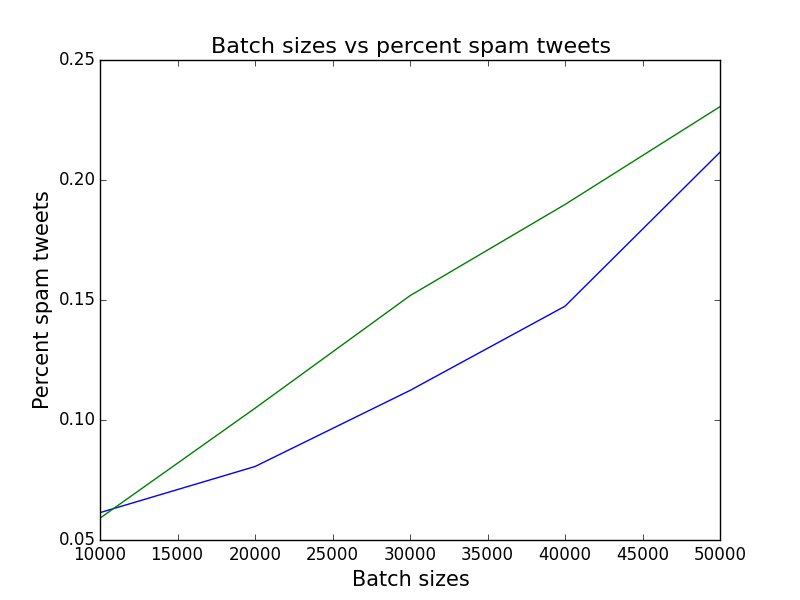 Batch sizes vs percent spam tweets
0.25
0.20
0.15
0.10
0.05
Percent spam tweets
10000 15000 20000 25000 30000 35000 40000 45000 50000
Batch sizes